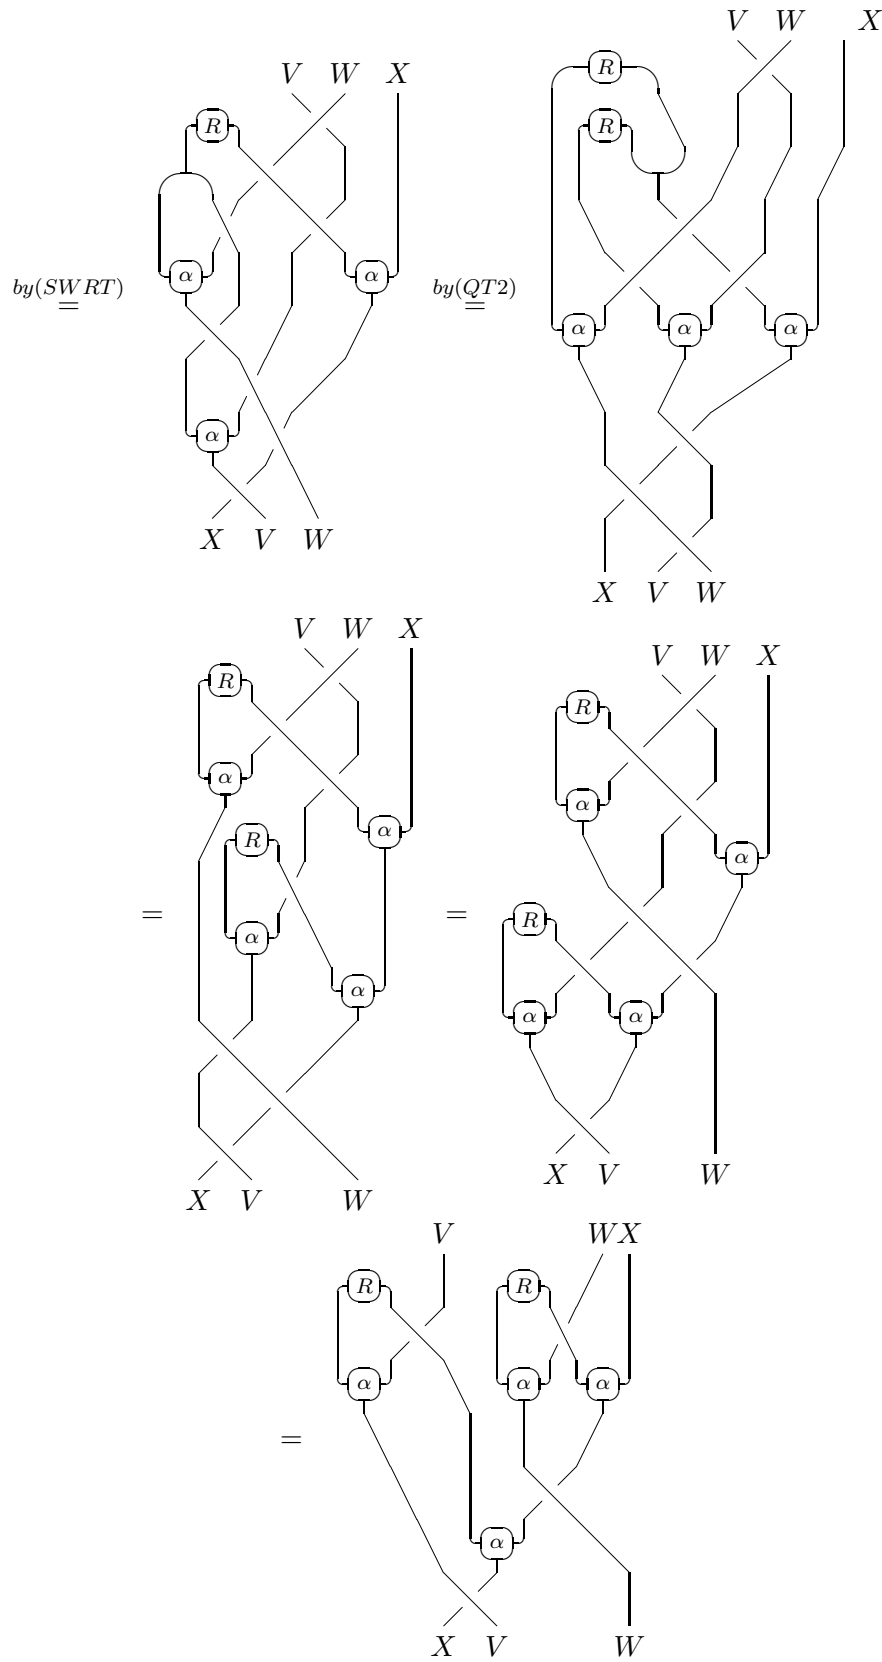 V W X
R
by(SWRT)
=
α α
α
X V W
V W X
R
R
by(QT2)
=
α α α
X V W
V W X
R
α
R α
=
α
α
X V W
V W X
R
α
α
=
R
α α
X V W
V W X
R R
α α α
=
α
X V W